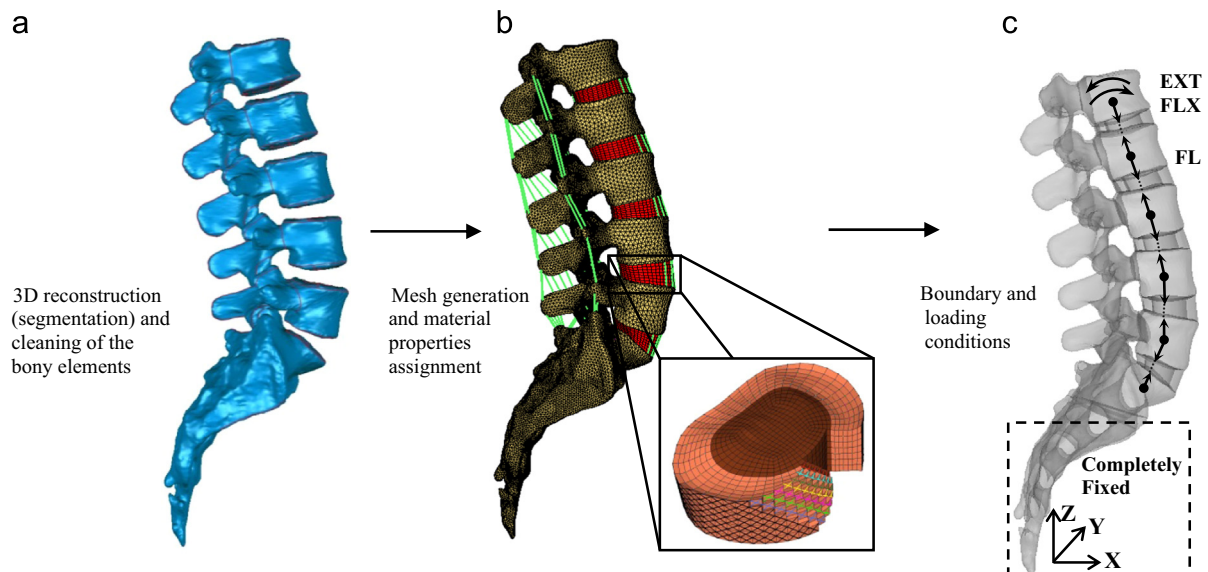 a
b
c
3D reconstruction
(segmentation) and
cleaning of the
bony elements
Mesh generation
and material
properties
assignment
Boundary and
loading
conditions
EXT
FLX
FL
Completely
Fixed
Z
Y
X